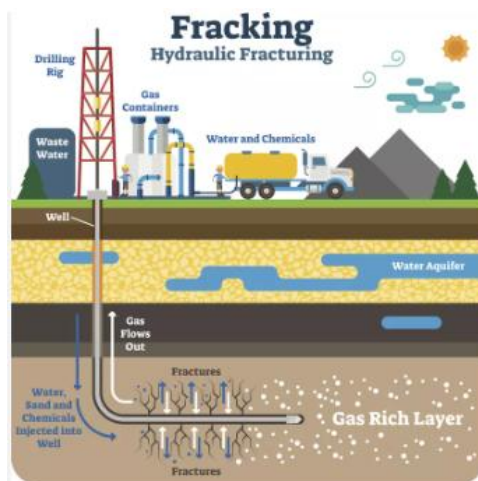 Fracking
Hydraulic Fracturing
Drilling
Rig
Gas
Containers
Waste
Water
Water and Chemicals
Well
Water Aquifer
Gas
Flows
Out
Fractures
Water,
Sand and
Chemicals
Injected into
Well
Gas Rich Layer
Fractures